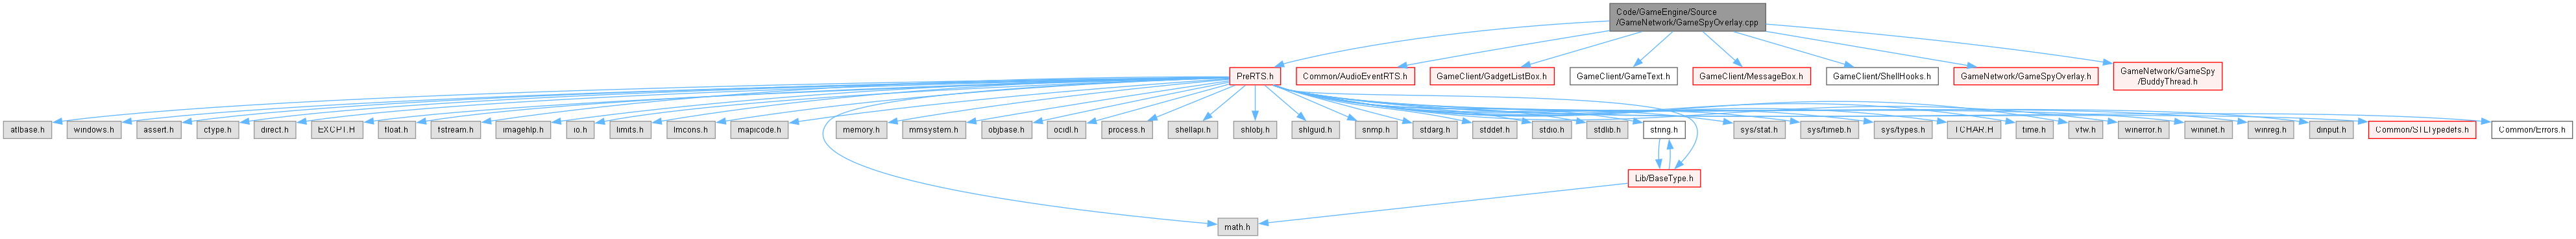 Code/GameEngine/Source
/GameNetwork/GameSpyOverlay.cpp
PreRTS.h
Common/AudioEventRTS.h
GameClient/GadgetListBox.h
GameClient/GameText.h
GameClient/MessageBox.h
GameClient/ShellHooks.h
GameNetwork/GameSpyOverlay.h
GameNetwork/GameSpy
/BuddyThread.h
atlbase.h
windows.h
assert.h
ctype.h
direct.h
EXCPT.H
float.h
fstream.h
imagehlp.h
io.h
limits.h
lmcons.h
mapicode.h
memory.h
mmsystem.h
objbase.h
ocidl.h
process.h
shellapi.h
shlobj.h
shlguid.h
snmp.h
stdarg.h
stddef.h
stdio.h
stdlib.h
string.h
sys/stat.h
sys/timeb.h
sys/types.h
TCHAR.H
time.h
vfw.h
winerror.h
wininet.h
winreg.h
dinput.h
Common/STLTypedefs.h
Common/Errors.h
Lib/BaseType.h
math.h